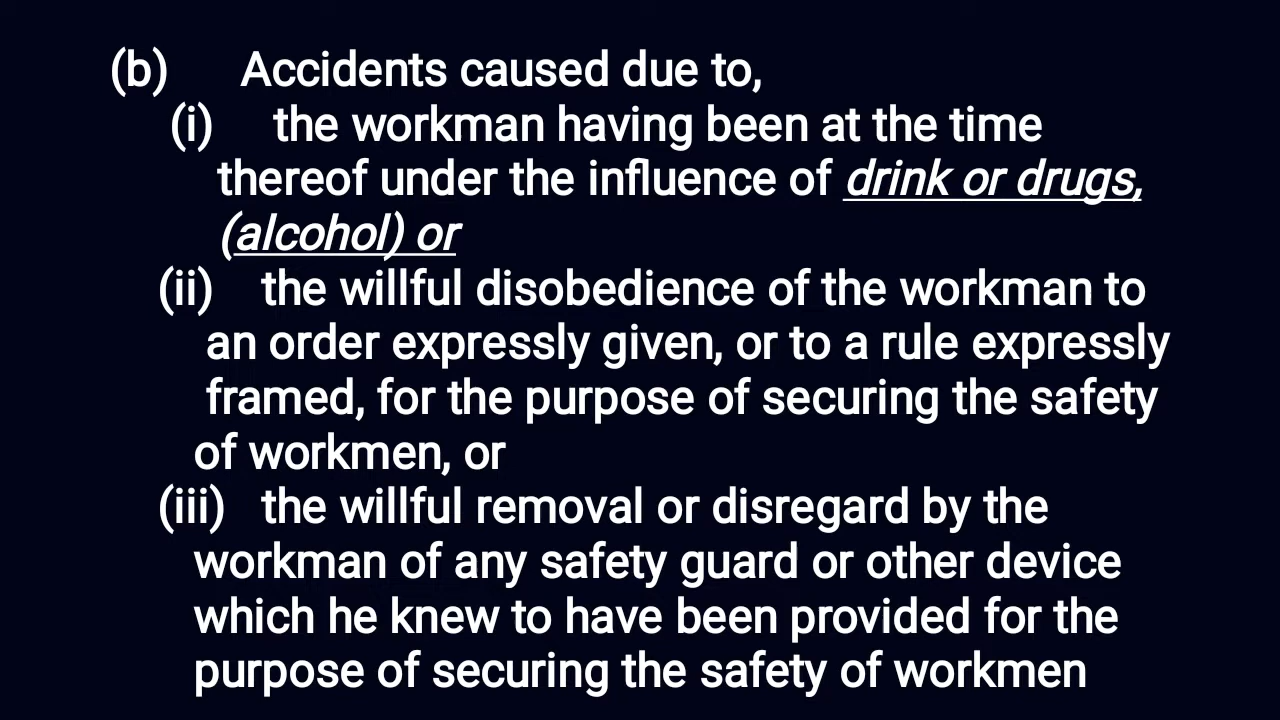 (b) Accidents caused due to,
(i) the workman having been at the time
thereof under the influence of drink or drugs,
(alcohol) or
(ii) the willful disobedience of the workman to
an order expressly given, or to a rule expressly
framed, for the purpose of securing the safety
of workmen, or
(iii) the willful removal or disregard by the
workman of any safety guard or other device
which he knew to have been provided for the
purpose of securing the safety of workmen